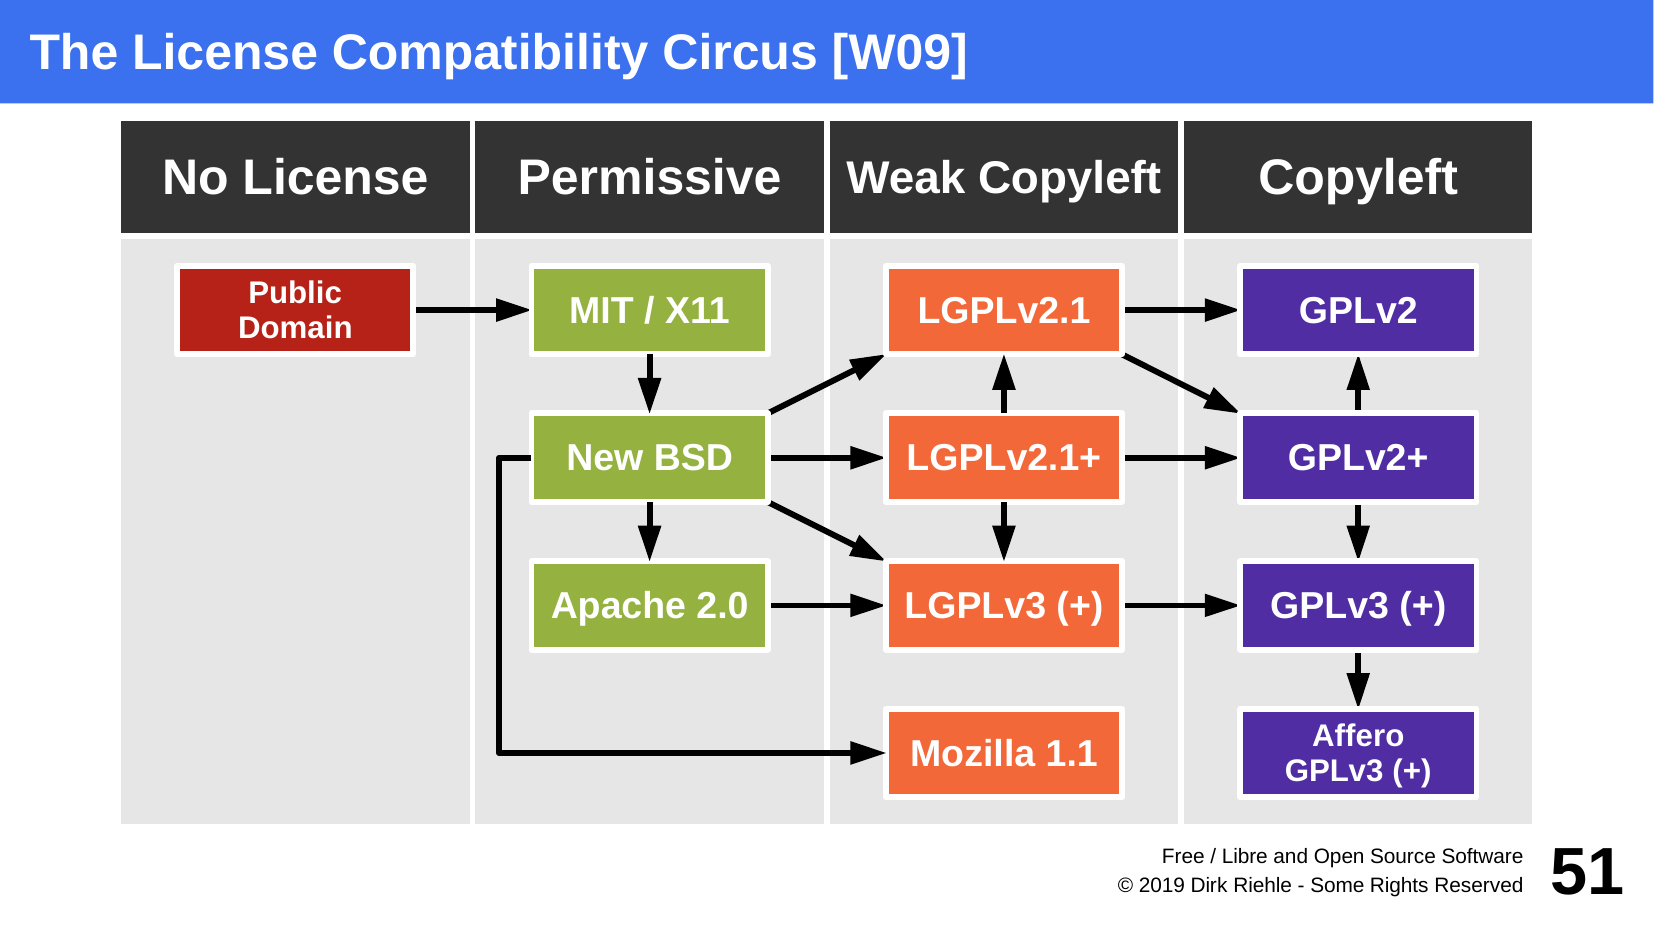 The License Compatibility Circus [W09]
No License
Permissive
Weak Copyleft
Copyleft
Public
Domain
MIT / X11
LGPLv2.1
GPLv2
New BSD
LGPLv2.1+
GPLv2+
Apache 2.0
LGPLv3 (+)
GPLv3 (+)
Mozilla 1.1
Affero
GPLv3 (+)
Free / Libre and Open Source Software
© 2019 Dirk Riehle - Some Rights Reserved
51